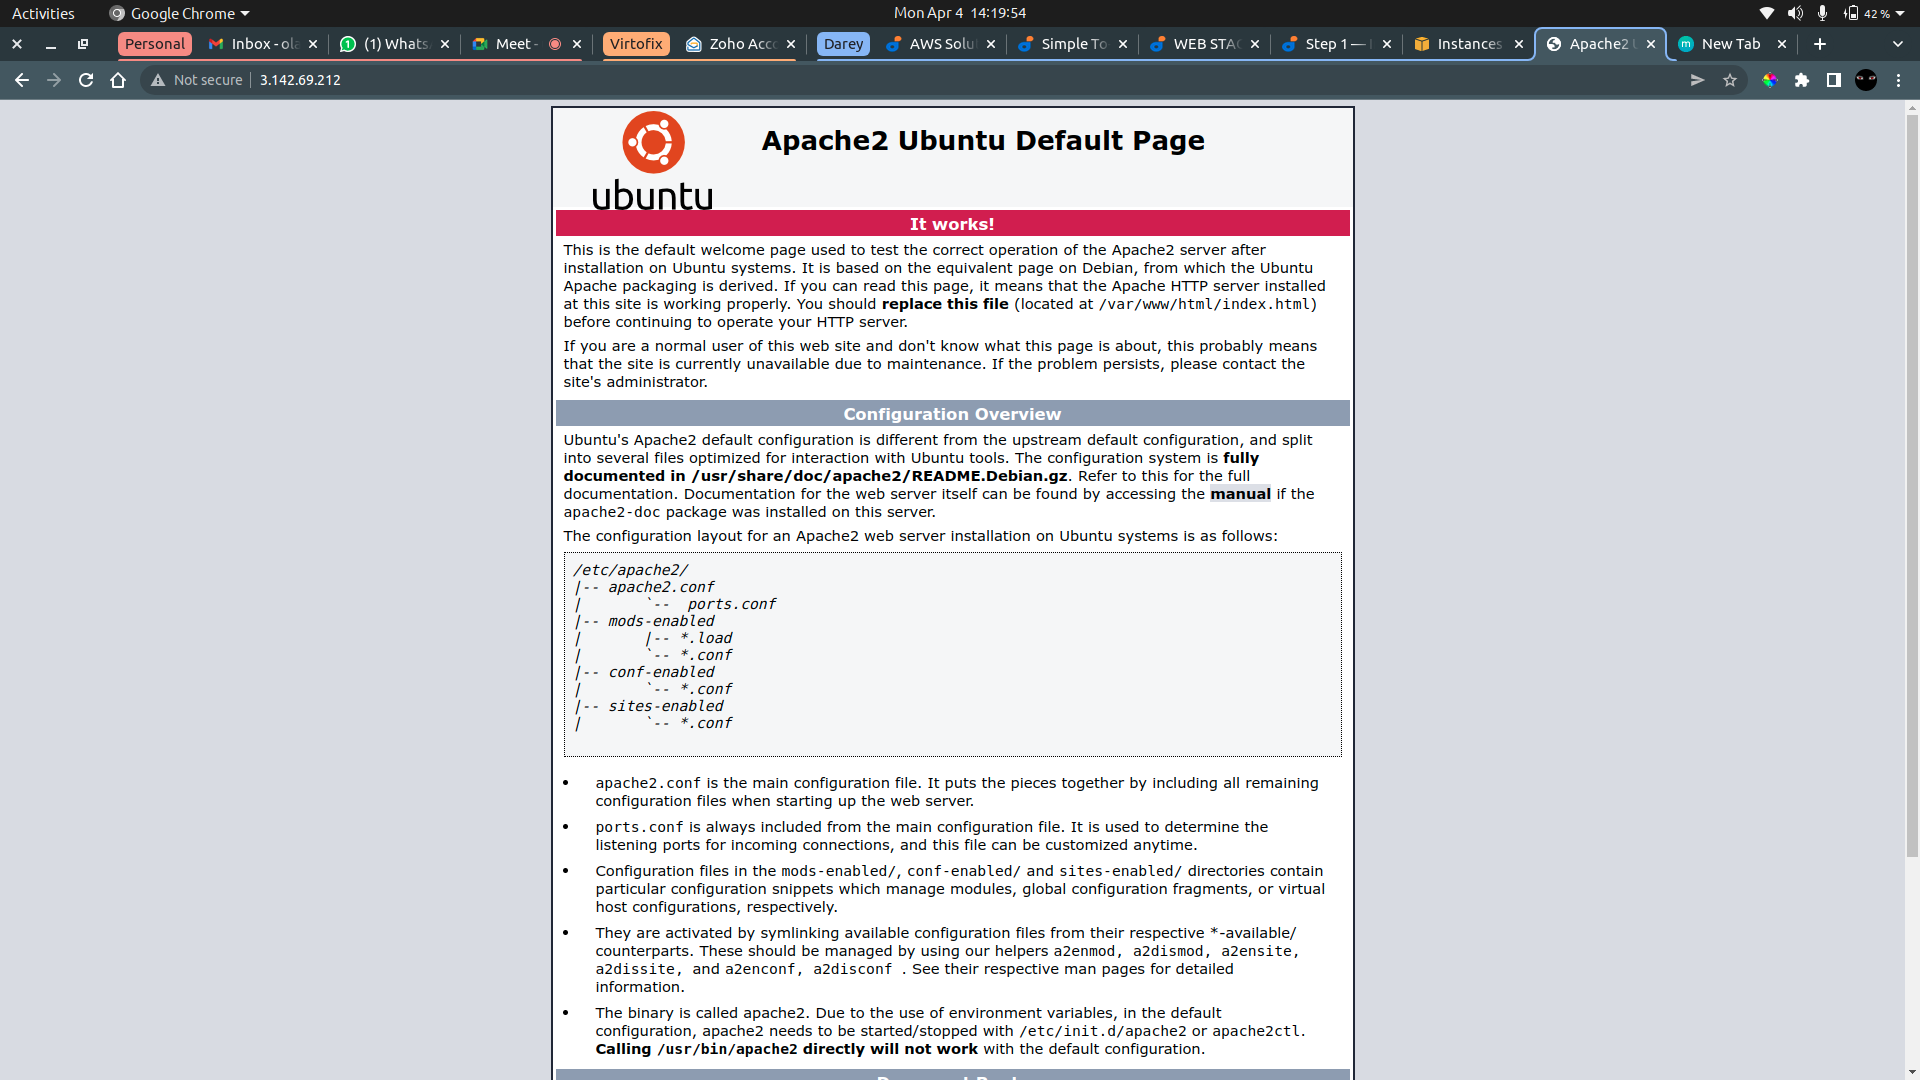 Activities Google Chrome Mon Apr 4 14:19:54 42 %
Personal Inbox - ola (1) Whats Meet - Virtofix Zoho Acc Darey AWS Solu Simple To WEB STAC Step 1 — Instances Apache2 U New Tab
Not secure 3.142.69.212
ubuntu
Apache2 Ubuntu Default Page
It works!
This is the default welcome page used to test the correct operation of the Apache2 server after
installation on Ubuntu systems. It is based on the equivalent page on Debian, from which the Ubuntu
Apache packaging is derived. If you can read this page, it means that the Apache HTTP server installed
at this site is working properly. You should replace this file (located at /var/www/html/index.html)
before continuing to operate your HTTP server.
If you are a normal user of this web site and don't know what this page is about, this probably means
that the site is currently unavailable due to maintenance. If the problem persists, please contact the
site's administrator.
Configuration Overview
Ubuntu's Apache2 default configuration is different from the upstream default configuration, and split
into several files optimized for interaction with Ubuntu tools. The configuration system is fully
documented in /usr/share/doc/apache2/README.Debian.gz. Refer to this for the full
documentation. Documentation for the web server itself can be found by accessing the manual if the
apache2-doc package was installed on this server.
The configuration layout for an Apache2 web server installation on Ubuntu systems is as follows:
/etc/apache2/
|-- apache2.conf
|       `--  ports.conf
|-- mods-enabled
|       |-- *.load
|       `-- *.conf
|-- conf-enabled
|       `-- *.conf
|-- sites-enabled
|       `-- *.conf
• apache2.conf is the main configuration file. It puts the pieces together by including all remaining
configuration files when starting up the web server.
• ports.conf is always included from the main configuration file. It is used to determine the
listening ports for incoming connections, and this file can be customized anytime.
• Configuration files in the mods-enabled/, conf-enabled/ and sites-enabled/ directories contain
particular configuration snippets which manage modules, global configuration fragments, or virtual
host configurations, respectively.
• They are activated by symlinking available configuration files from their respective *-available/
counterparts. These should be managed by using our helpers a2enmod, a2dismod, a2ensite,
a2dissite, and a2enconf, a2disconf . See their respective man pages for detailed
information.
• The binary is called apache2. Due to the use of environment variables, in the default
configuration, apache2 needs to be started/stopped with /etc/init.d/apache2 or apache2ctl.
Calling /usr/bin/apache2 directly will not work with the default configuration.